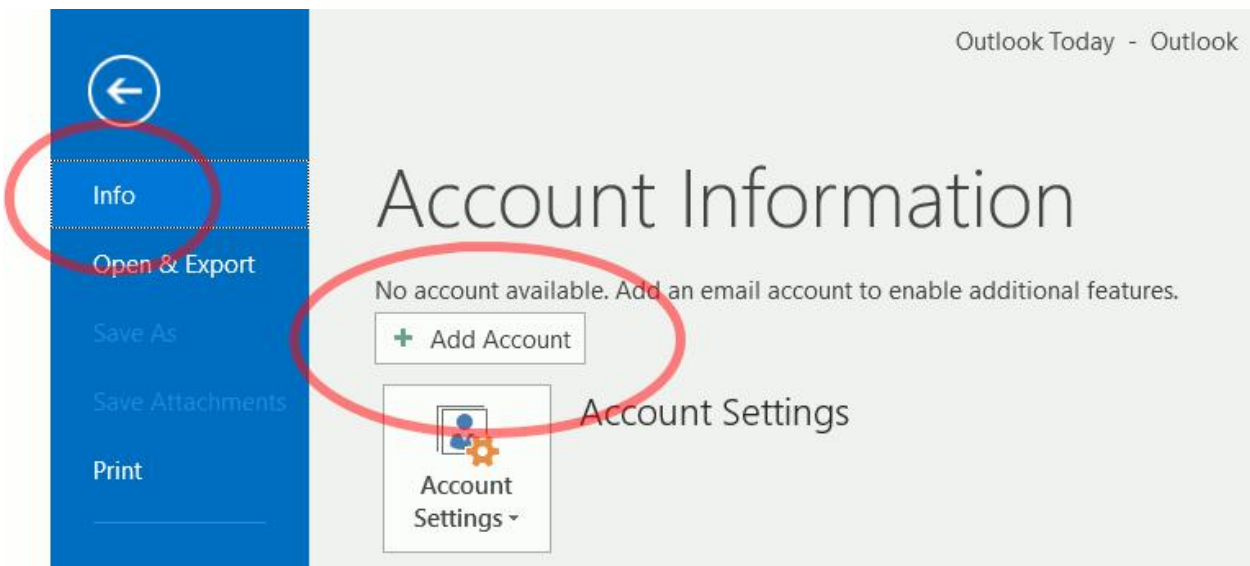 Outlook Today - Outlook
Info
Open & Export
Save As
Save Attachments
Print
Account Information
No account available. Add an email account to enable additional features.
+ Add Account
Account
Settings
Account Settings